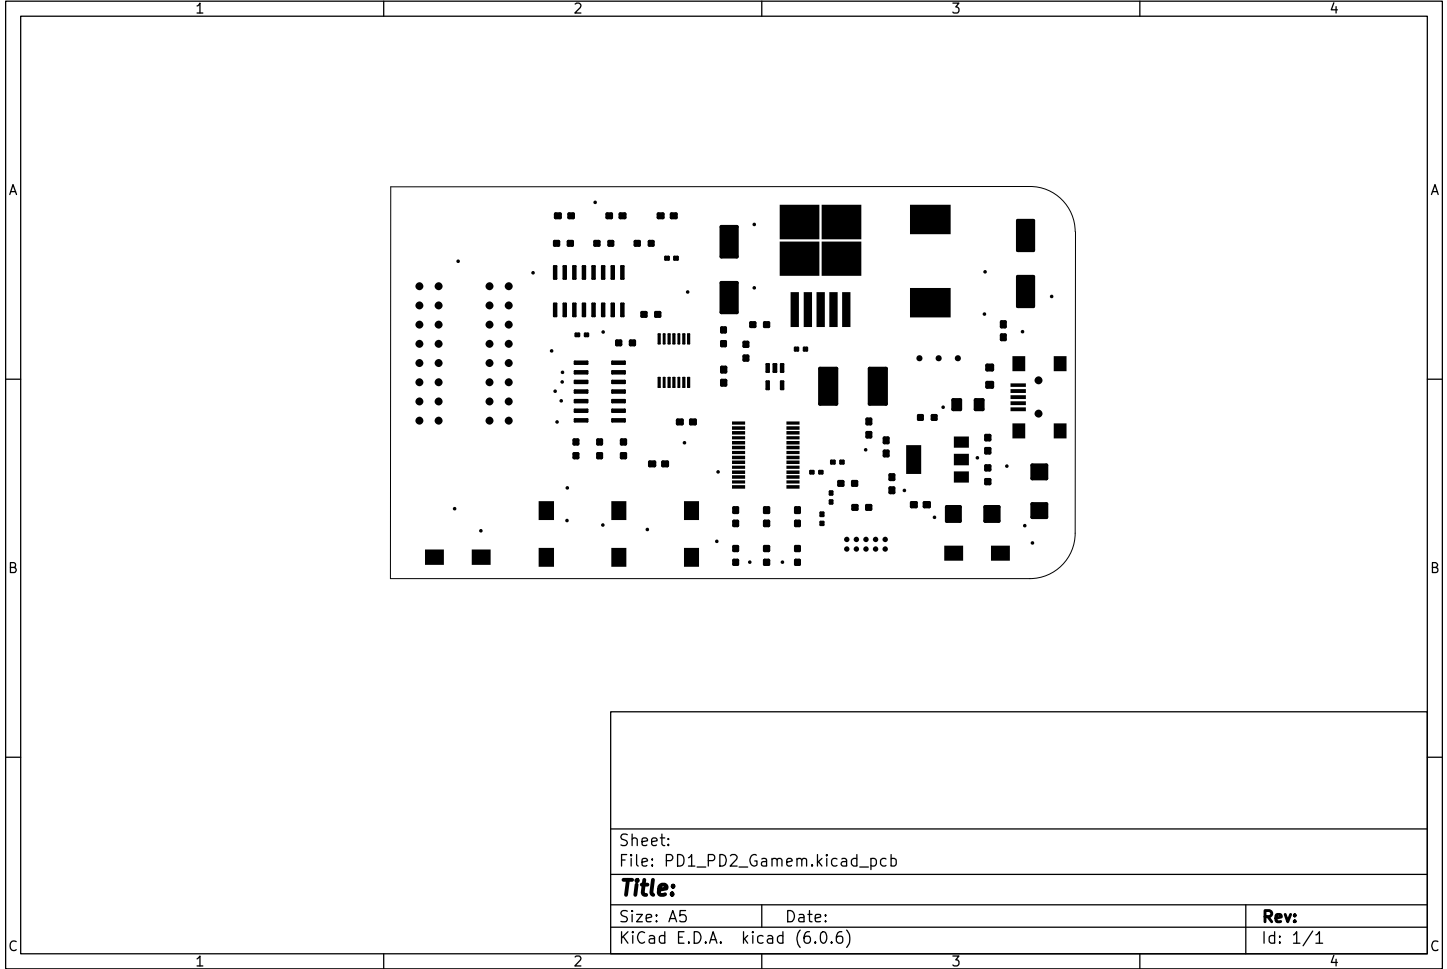 1 2 3 4
A A
B B
Sheet:
File: PD1_PD2_Gamem.kicad_pcb
Title:
Size: A5 Date: Rev:
KiCad E.D.A. kicad (6.0.6) Id: 1/1
C C
1 2 3 4